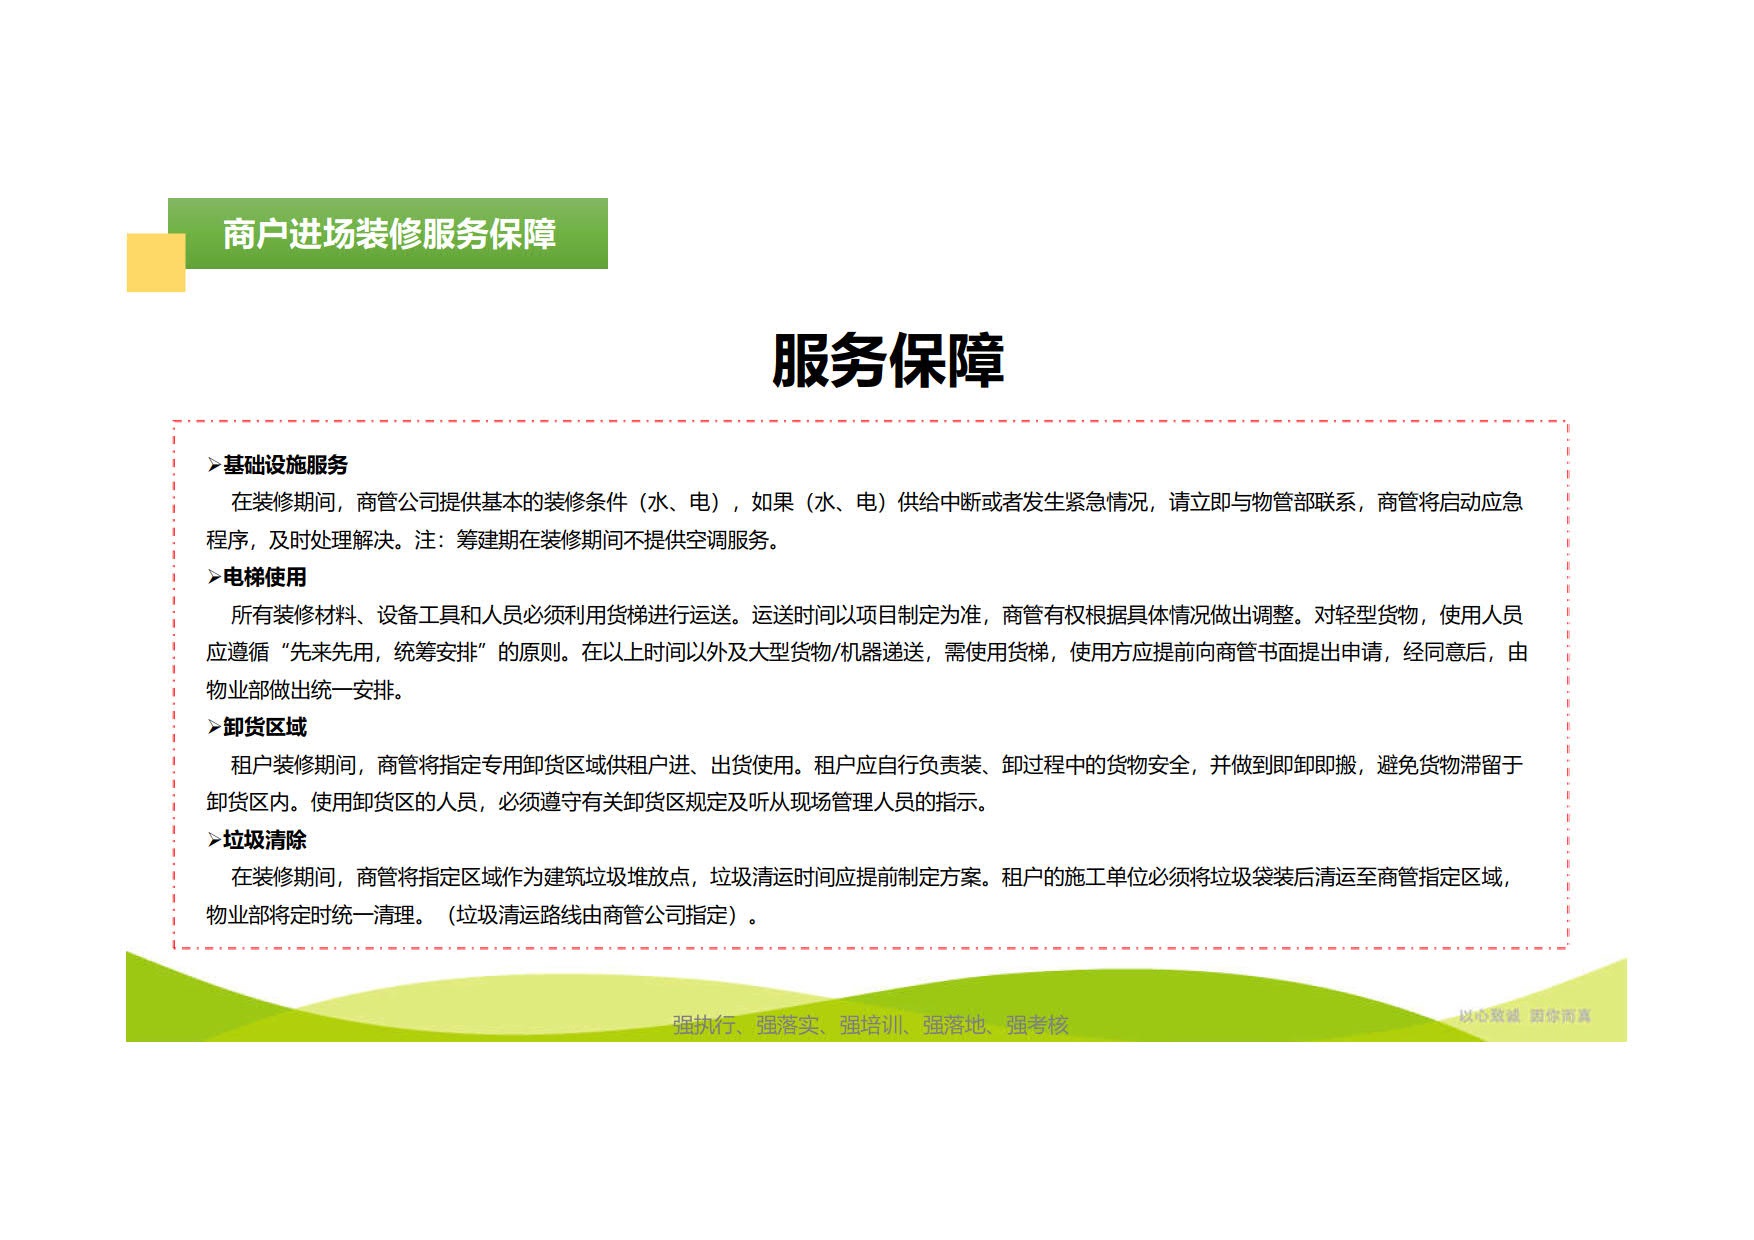 商户进场装修服务保障
服务保障
➢基础设施服务
在装修期间，商管公司提供基本的装修条件（水、电），如果（水、电）供给中断或者发生紧急情况，请立即与物管部联系，商管将启动应急
程序，及时处理解决。注：筹建期在装修期间不提供空调服务。
➢电梯使用
所有装修材料、设备工具和人员必须利用货梯进行运送。运送时间以项目制定为准，商管有权根据具体情况做出调整。对轻型货物，使用人员
应遵循“先来先用，统筹安排”的原则。在以上时间以外及大型货物/机器递送，需使用货梯，使用方应提前向商管书面提出申请，经同意后，由
物业部做出统一安排。
➢卸货区域
租户装修期间，商管将指定专用卸货区域供租户进、出货使用。租户应自行负责装、卸过程中的货物安全，并做到即卸即搬，避免货物滞留于
卸货区内。使用卸货区的人员，必须遵守有关卸货区规定及听从现场管理人员的指示。
➢垃圾清除
在装修期间，商管将指定区域作为建筑垃圾堆放点，垃圾清运时间应提前制定方案。租户的施工单位必须将垃圾袋装后清运至商管指定区域，
物业部将定时统一清理。（垃圾清运路线由商管公司指定）。
强执行、强落实、强培训、强落地、强考核
以心致诚 因你而真